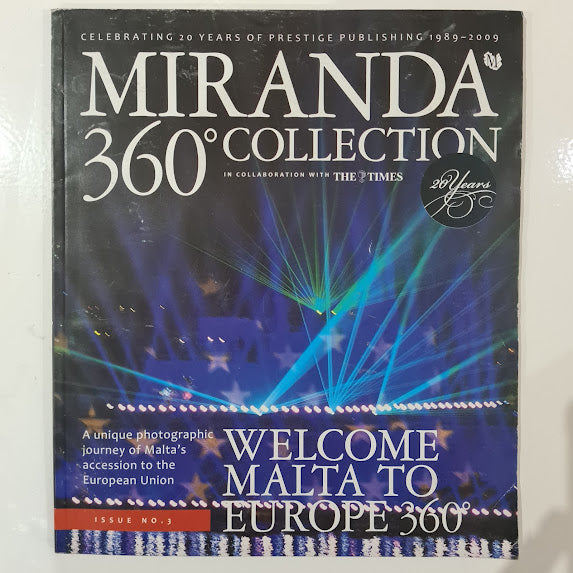 CELEBRATING 20 YEARS OF PRESTIGE PUBLISHING 1989–2009
MIRANDA
M
360° COLLECTION
IN COLLABORATION WITH THE TIMES
20 Years
A unique photographic
journey of Malta's
accession to the
European Union
WELCOME
MALTA TO
EUROPE 360°
ISSUE NO.3